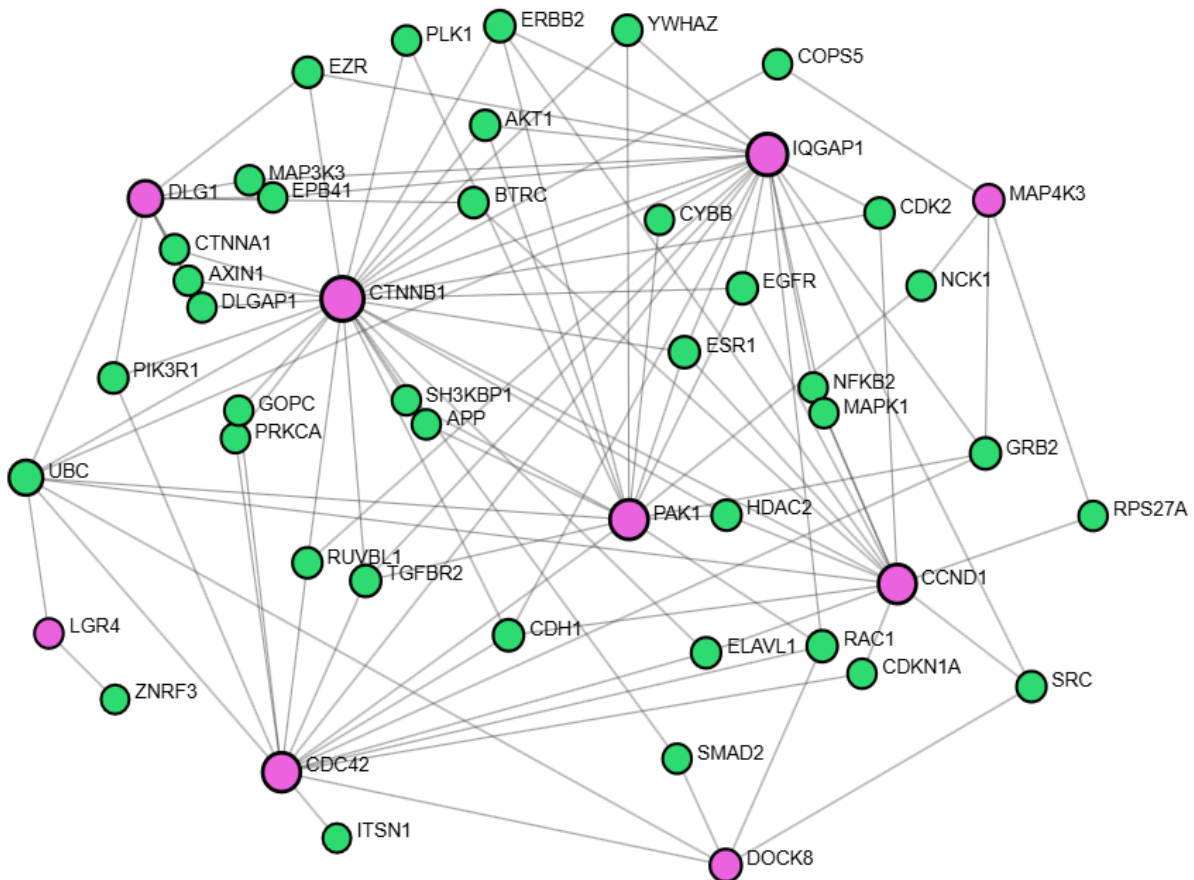 ERBB2
YWHAZ
PLK1
COPS5
EZR
AKT1
IQGAP1
MAP3K3
DLG1
EPB41
BTRC
MAP4K3
CYBB
CDK2
CTNNA1
AXIN1
DLGAP1
CTNNB1
EGFR
NCK1
ESR1
PIK3R1
NFKB2
SH3KBP1
GOPC
MAPK1
APP
PRKCA
GRB2
UBC
PAK1
HDAC2
RPS27A
RUVBL1
TGFBR2
CCND1
LGR4
CDH1
ELAVL1
RAC1
CDKN1A
SRC
ZNRF3
SMAD2
CDC42
ITSN1
DOCK8